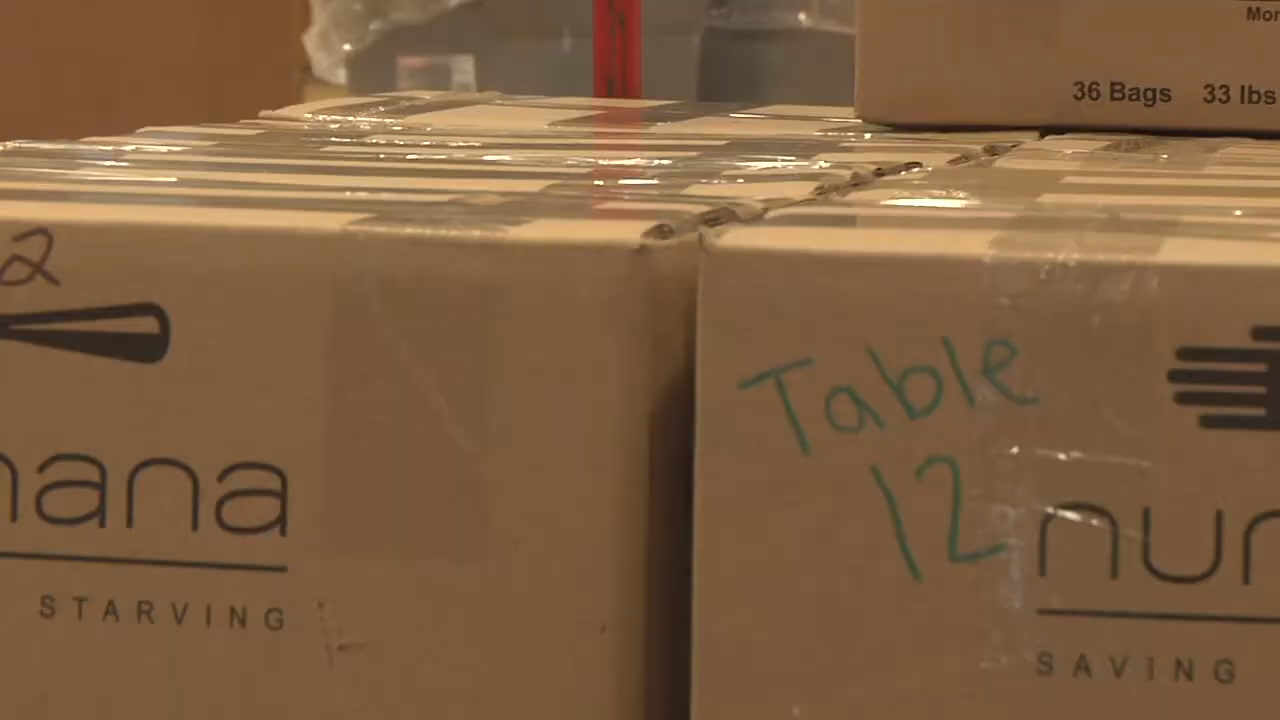 Mor
36 Bags 33 lbs
2
Table
12
nana
STARVING
nur
SAVING